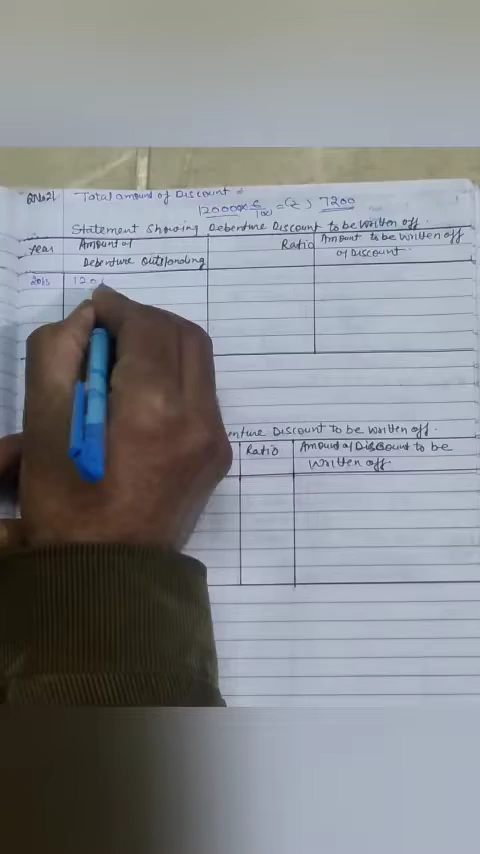 QNo21 Total amount of Discount =
120000 × 6/100 = (₹) 7200
Statement Showing Debenture Discount to be written off.
Year Amount of Debenture Outstanding Ratio Amount to be written off of Discount
2013 120
enture Discount to be written off.
Ratio Amount of Discount to be written off